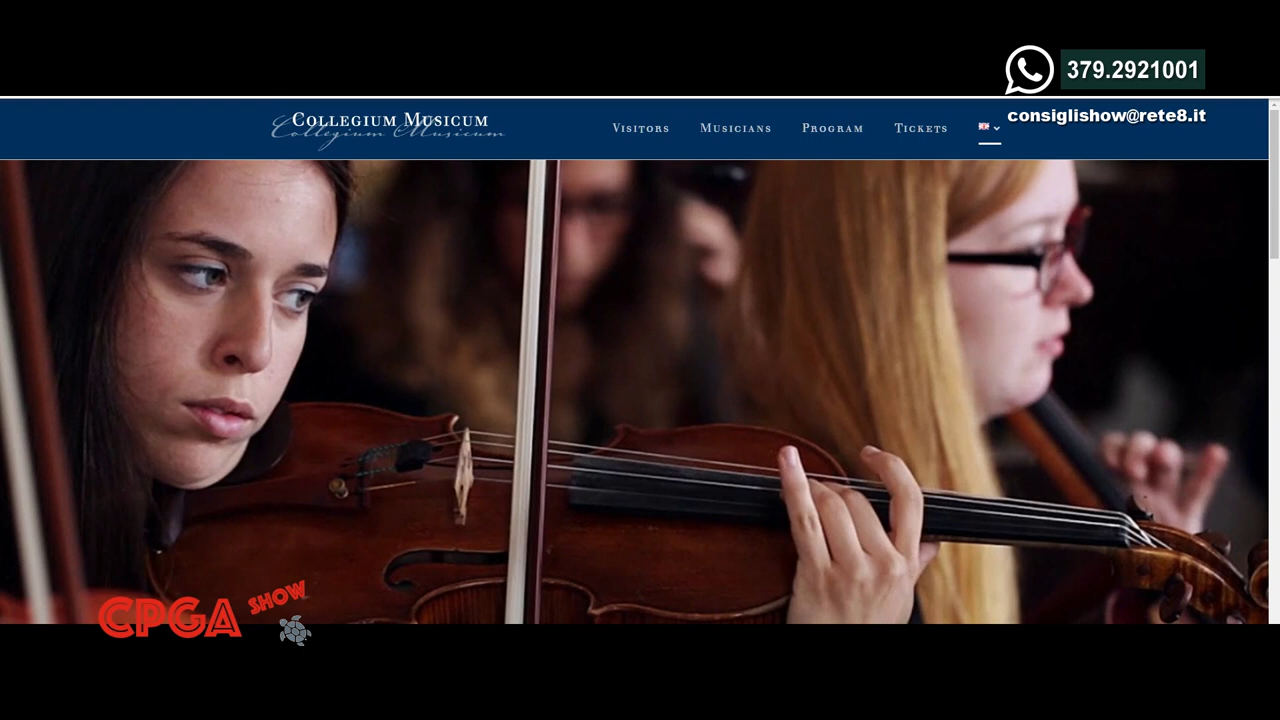 379.2921001
consiglishow@rete8.it
Collegium Musicum
Collegium Musicum
Visitors Musicians Program Tickets
CPGA SHOW